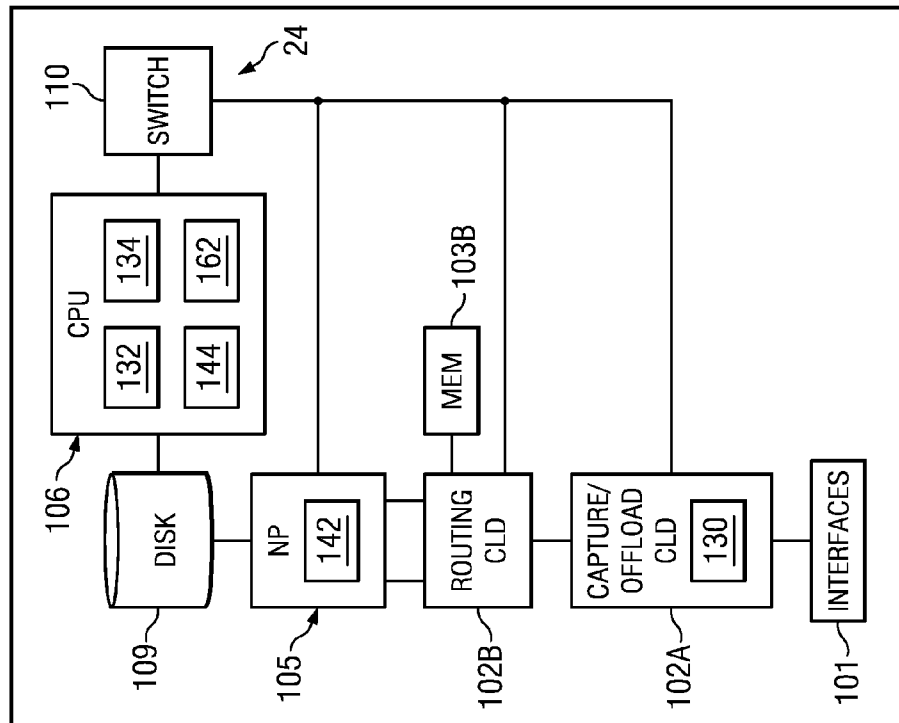 101
INTERFACES
102A
CAPTURE/
OFFLOAD
CLD
130
102B
ROUTING
CLD
MEM
103B
105
NP
142
109
DISK
106
CPU
132
134
144
162
110
SWITCH
24